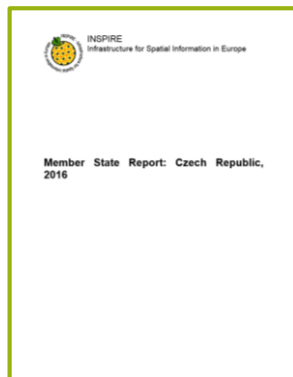 INSPIRE
Infrastructure for Spatial Information in Europe
Member State Report: Czech Republic,
2016